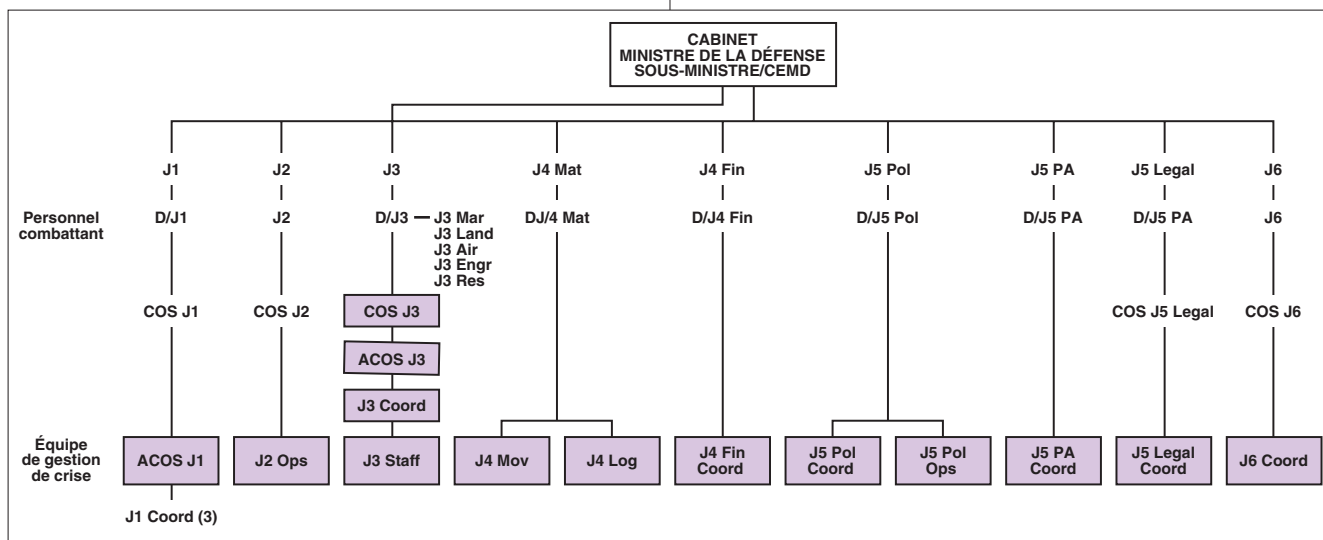 CABINET
MINISTRE DE LA DÉFENSE
SOUS-MINISTRE/CEMD
J1 J2 J3 J4 Mat J4 Fin J5 Pol J5 PA J5 Legal J6
Personnel
combattant
D/J1 J2 D/J3 J3 Mar DJ/4 Mat D/J4 Fin D/J5 Pol D/J5 PA D/J5 PA J6
J3 Land
J3 Air
J3 Engr
J3 Res
COS J1 COS J2 COS J3 COS J5 Legal COS J6
ACOS J3
J3 Coord
Équipe
de gestion
de crise
ACOS J1 J2 Ops J3 Staff J4 Mov J4 Log
J4 Fin
Coord
J5 Pol
Coord
J5 Pol
Ops
J5 PA
Coord
J5 Legal
Coord
J6 Coord
J1 Coord (3)